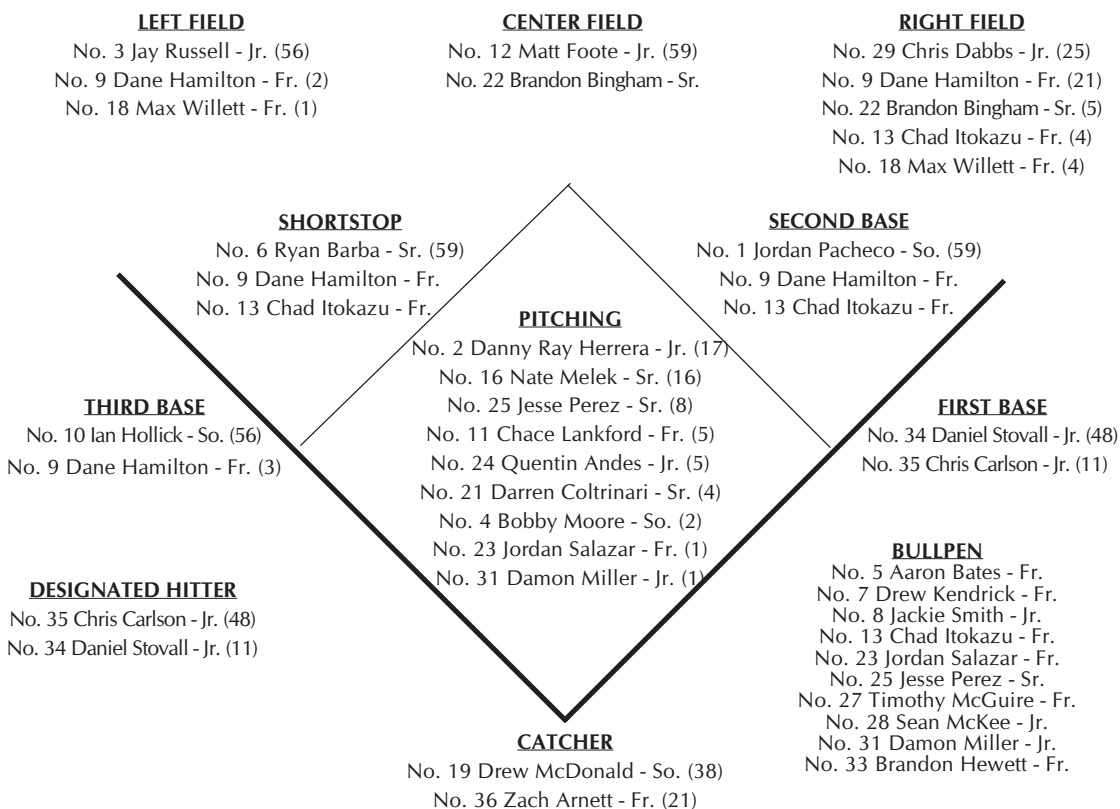 LEFT FIELD
No. 3 Jay Russell - Jr. (56)
No. 9 Dane Hamilton - Fr. (2)
No. 18 Max Willett - Fr. (1)
CENTER FIELD
No. 12 Matt Foote - Jr. (59)
No. 22 Brandon Bingham - Sr.
RIGHT FIELD
No. 29 Chris Dabbs - Jr. (25)
No. 9 Dane Hamilton - Fr. (21)
No. 22 Brandon Bingham - Sr. (5)
No. 13 Chad Itokazu - Fr. (4)
No. 18 Max Willett - Fr. (4)
SHORTSTOP
No. 6 Ryan Barba - Sr. (59)
No. 9 Dane Hamilton - Fr.
No. 13 Chad Itokazu - Fr.
SECOND BASE
No. 1 Jordan Pacheco - So. (59)
No. 9 Dane Hamilton - Fr.
No. 13 Chad Itokazu - Fr.
PITCHING
No. 2 Danny Ray Herrera - Jr. (17)
No. 16 Nate Melek - Sr. (16)
No. 25 Jesse Perez - Sr. (8)
No. 11 Chace Lankford - Fr. (5)
No. 24 Quentin Andes - Jr. (5)
No. 21 Darren Coltrinari - Sr. (4)
No. 4 Bobby Moore - So. (2)
No. 23 Jordan Salazar - Fr. (1)
No. 31 Damon Miller - Jr. (1)
THIRD BASE
No. 10 Ian Hollick - So. (56)
No. 9 Dane Hamilton - Fr. (3)
FIRST BASE
No. 34 Daniel Stovall - Jr. (48)
No. 35 Chris Carlson - Jr. (11)
DESIGNATED HITTER
No. 35 Chris Carlson - Jr. (48)
No. 34 Daniel Stovall - Jr. (11)
BULLPEN
No. 5 Aaron Bates - Fr.
No. 7 Drew Kendrick - Fr.
No. 8 Jackie Smith - Jr.
No. 13 Chad Itokazu - Fr.
No. 23 Jordan Salazar - Fr.
No. 25 Jesse Perez - Sr.
No. 27 Timothy McGuire - Fr.
No. 28 Sean McKee - Jr.
No. 31 Damon Miller - Jr.
No. 33 Brandon Hewett - Fr.
CATCHER
No. 19 Drew McDonald - So. (38)
No. 36 Zach Arnett - Fr. (21)